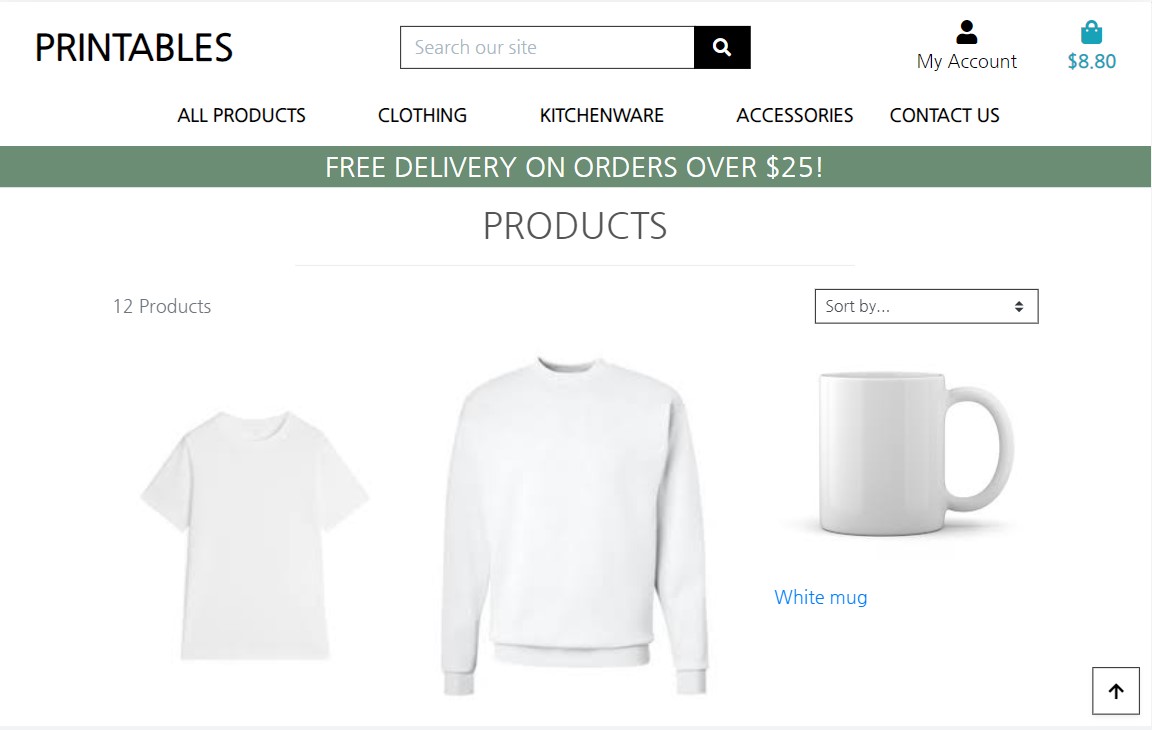 PRINTABLES
Search our site
My Account
$8.80
ALL PRODUCTS CLOTHING KITCHENWARE ACCESSORIES CONTACT US
FREE DELIVERY ON ORDERS OVER $25!
PRODUCTS
12 Products
Sort by...
White mug